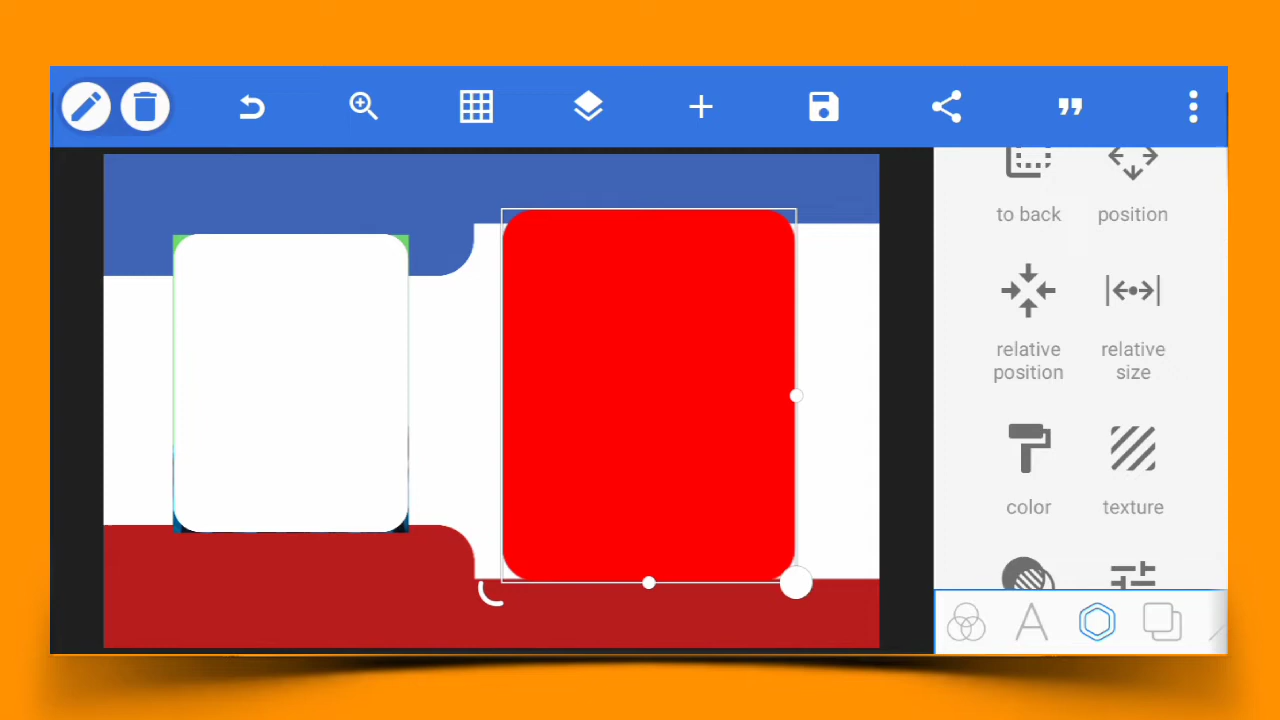 to back
position
relative
position
relative
size
color
texture